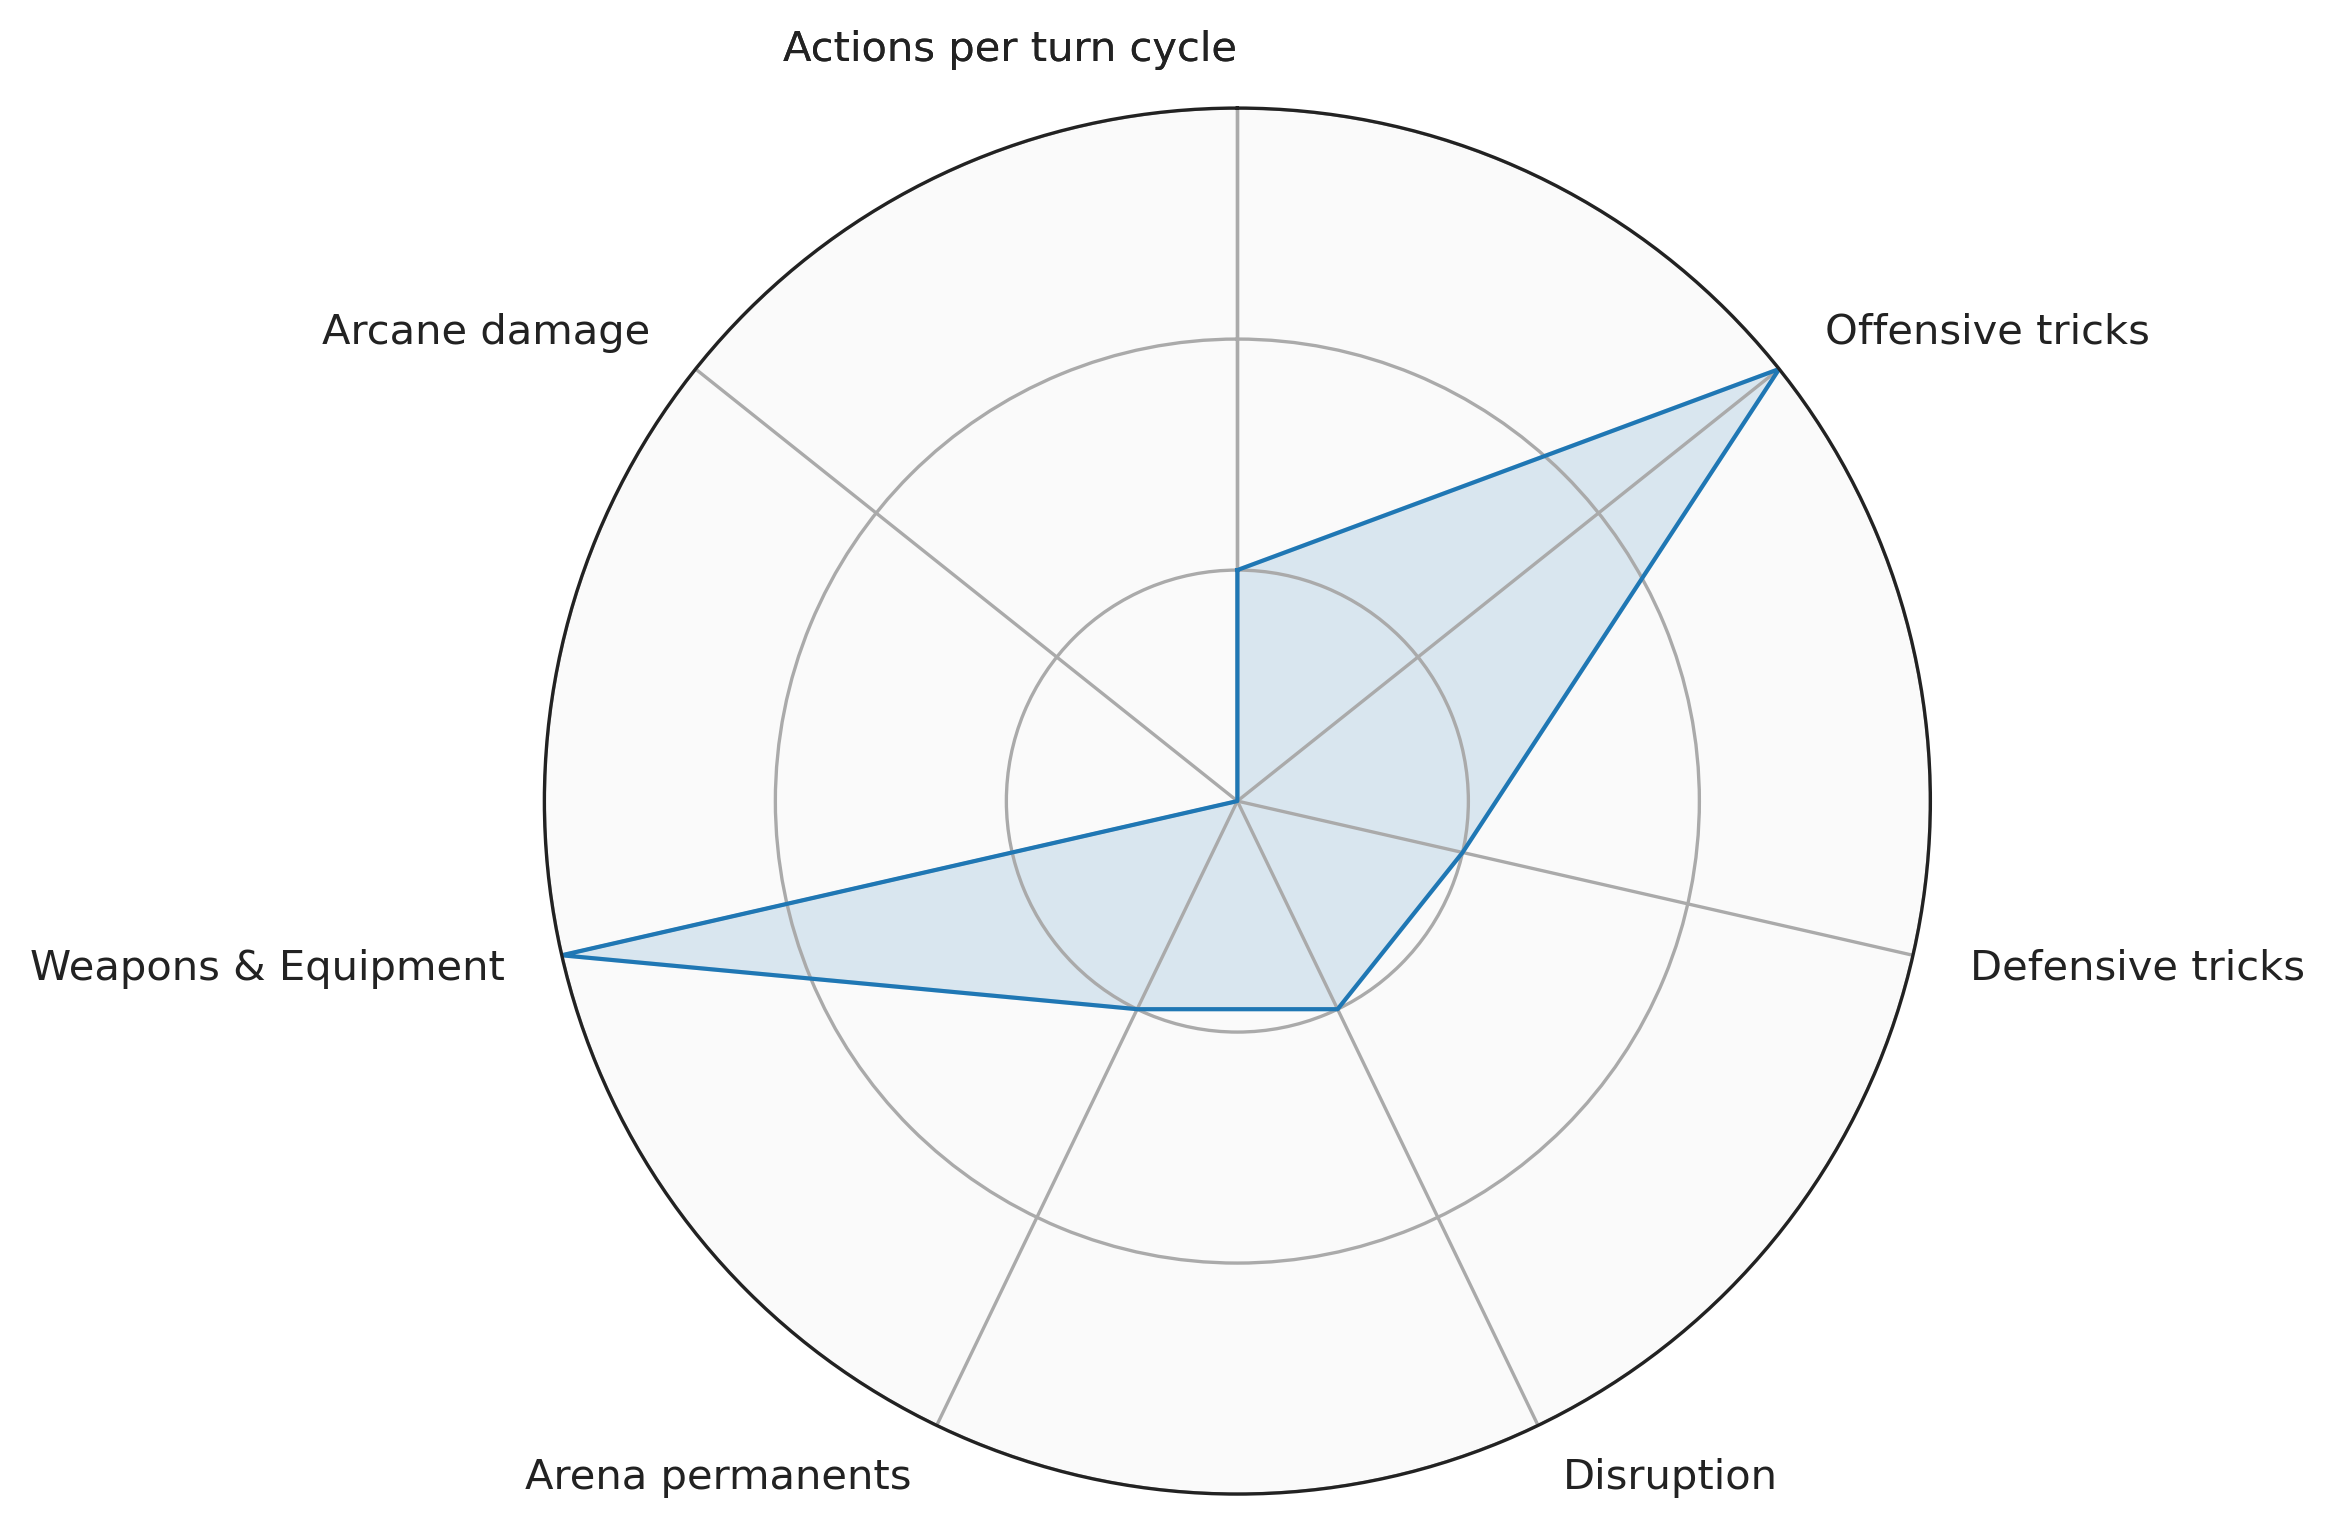 Actions per turn cycle
Arcane damage
Offensive tricks
Weapons & Equipment
Defensive tricks
Arena permanents
Disruption